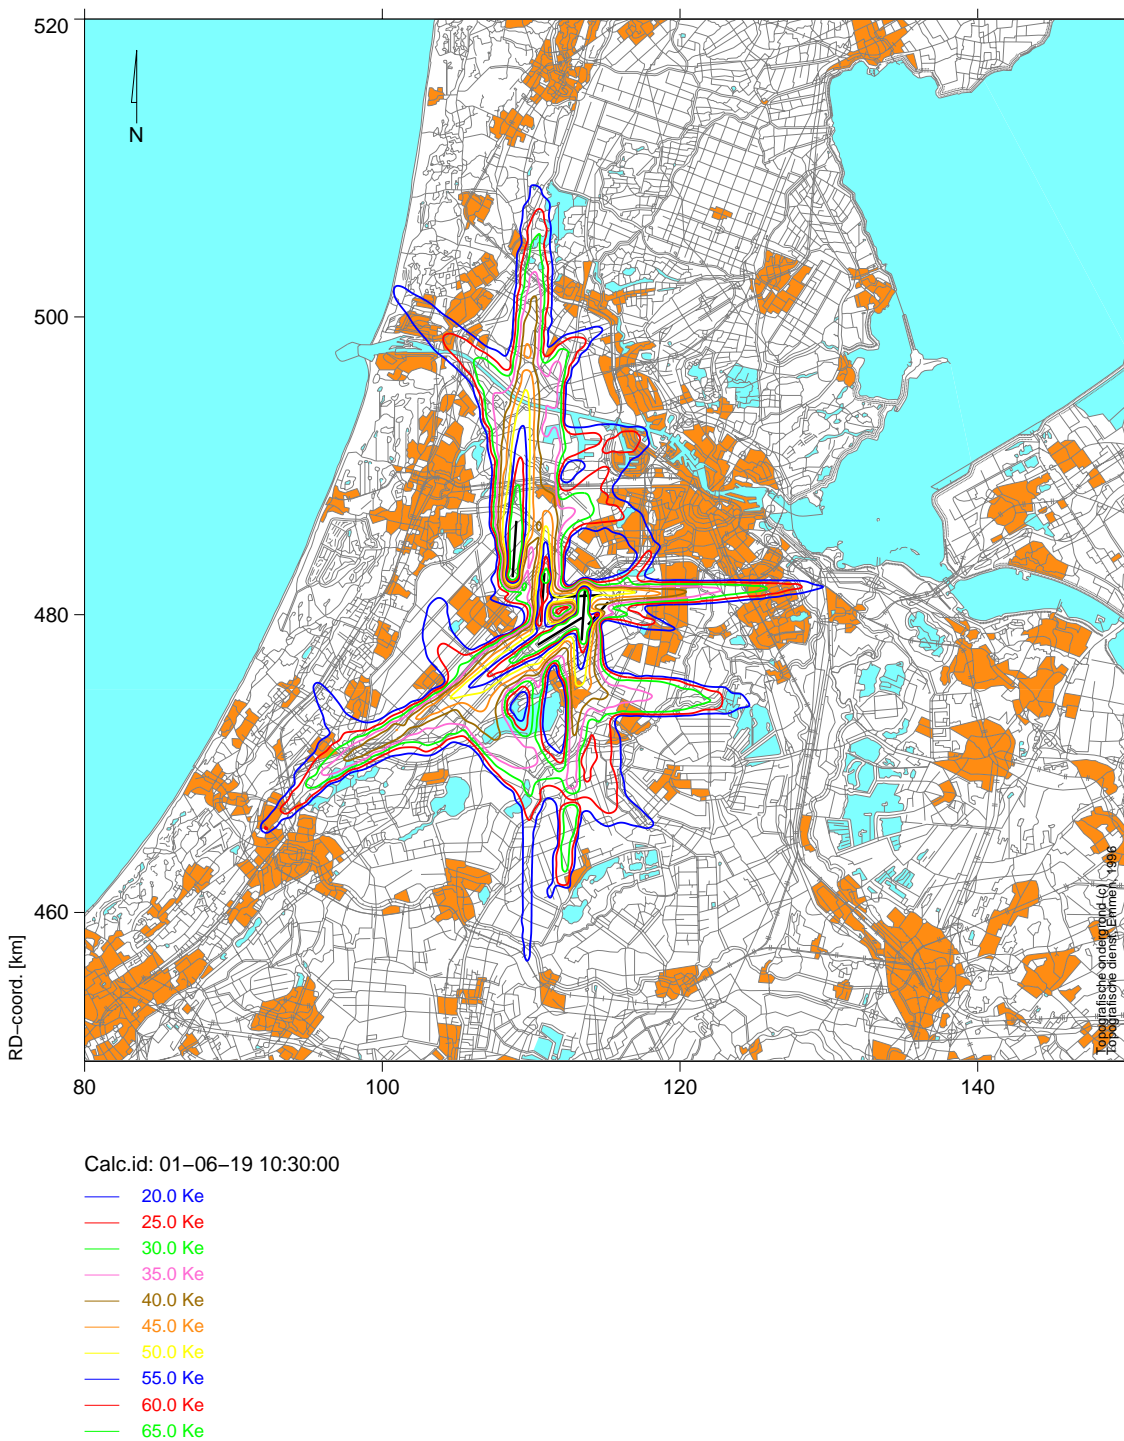 520
N
500
480
460
RD-coord. [km]
80
100
120
140
Topografische ondergrond (c)
Topografische dienst, Emmen, 1996
Calc.id: 01-06-19 10:30:00
20.0 Ke
25.0 Ke
30.0 Ke
35.0 Ke
40.0 Ke
45.0 Ke
50.0 Ke
55.0 Ke
60.0 Ke
65.0 Ke